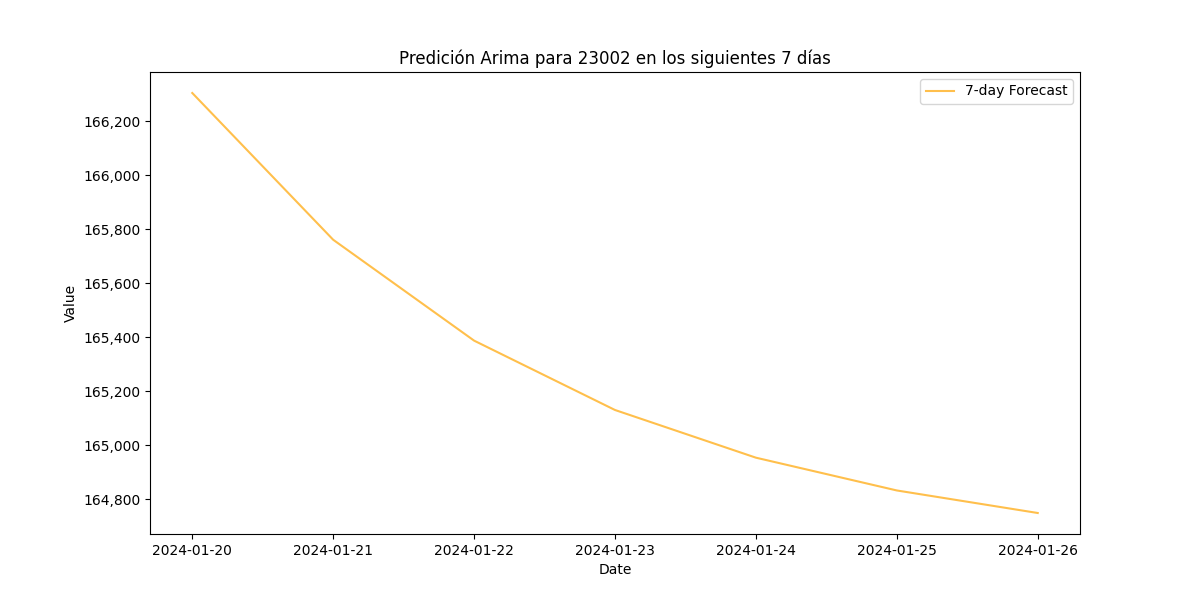 Predición Arima para 23002 en los siguientes 7 días
7-day Forecast
Value
166,200
166,000
165,800
165,600
165,400
165,200
165,000
164,800
2024-01-20 2024-01-21 2024-01-22 2024-01-23 2024-01-24 2024-01-25 2024-01-26
Date